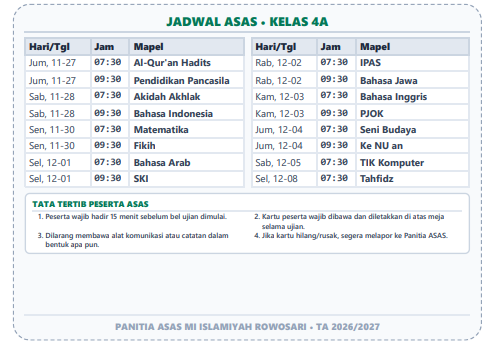 JADWAL ASAS • KELAS 4A
Hari/Tgl Jam Mapel
Jum, 11-27 07:30 Al-Qur'an Hadits
Jum, 11-27 09:30 Pendidikan Pancasila
Sab, 11-28 07:30 Akidah Akhlak
Sab, 11-28 09:30 Bahasa Indonesia
Sen, 11-30 07:30 Matematika
Sen, 11-30 09:30 Fikih
Sel, 12-01 07:30 Bahasa Arab
Sel, 12-01 09:30 SKI
Hari/Tgl Jam Mapel
Rab, 12-02 07:30 IPAS
Rab, 12-02 09:30 Bahasa Jawa
Kam, 12-03 07:30 Bahasa Inggris
Kam, 12-03 09:30 PJOK
Jum, 12-04 07:30 Seni Budaya
Jum, 12-04 09:30 Ke NU an
Sab, 12-05 07:30 TIK Komputer
Sel, 12-08 07:30 Tahfidz
TATA TERTIB PESERTA ASAS
1. Peserta wajib hadir 15 menit sebelum bel ujian dimulai.
2. Kartu peserta wajib dibawa dan diletakkan di atas meja
selama ujian.
3. Dilarang membawa alat komunikasi atau catatan dalam
bentuk apa pun.
4. Jika kartu hilang/rusak, segera melapor ke Panitia ASAS.
PANITIA ASAS MI ISLAMIYAH ROWOSARI • TA 2026/2027